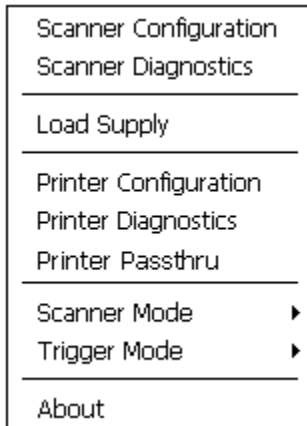 Scanner Configuration
Scanner Diagnostics
Load Supply
Printer Configuration
Printer Diagnostics
Printer Passthru
Scanner Mode
Trigger Mode
About